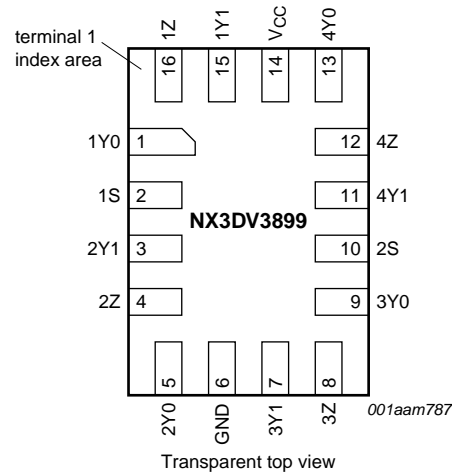 terminal 1
index area
1Z
1Y1
VCC
4Y0
16
15
14
13
1Y0 1
12 4Z
1S 2
11 4Y1
NX3DV3899
2Y1 3
10 2S
2Z 4
9 3Y0
5
6
7
8
2Y0
GND
3Y1
3Z
001aam787
Transparent top view